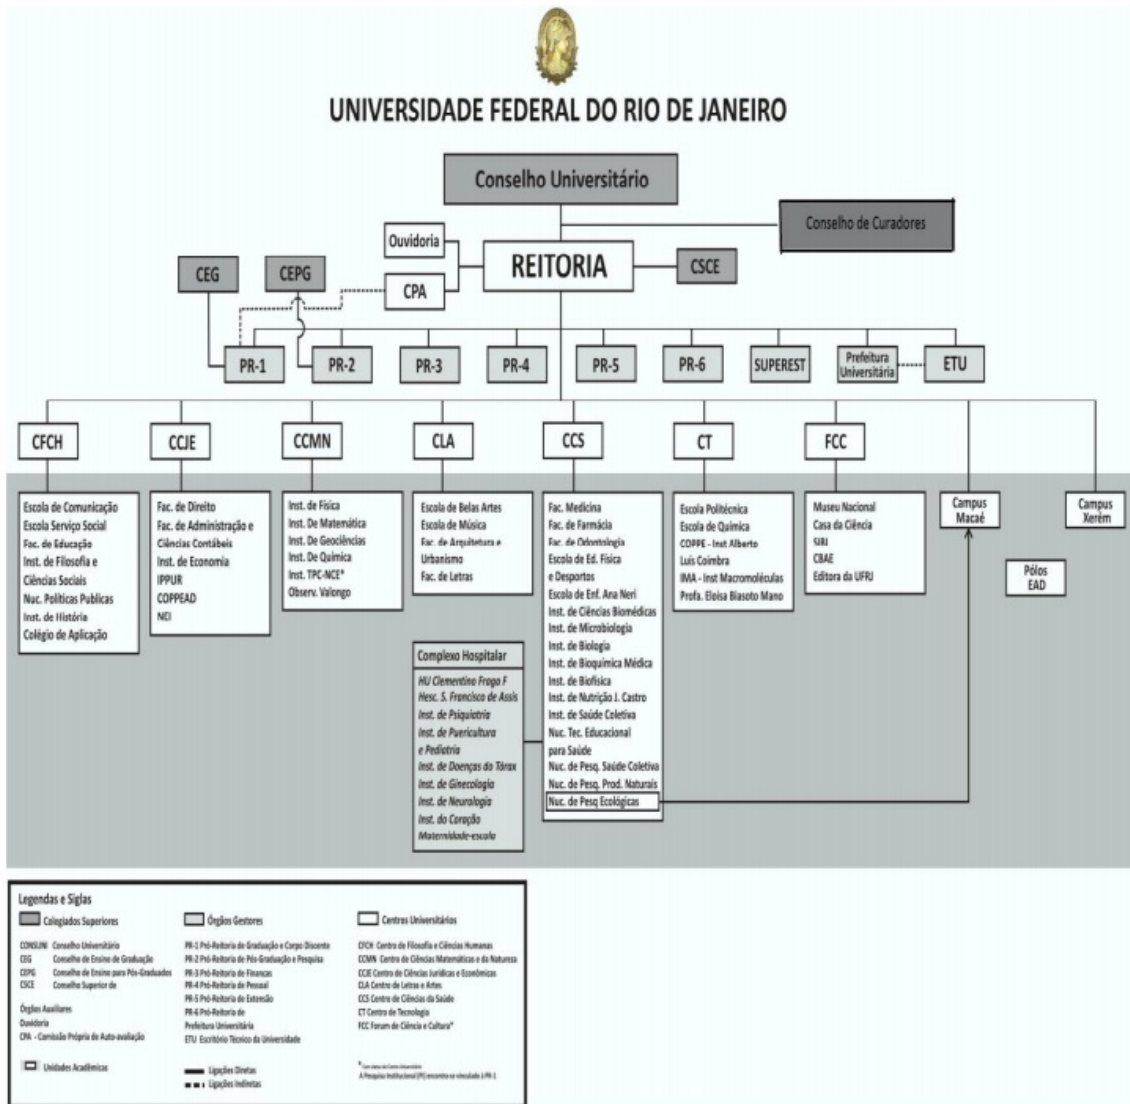 UNIVERSIDADE FEDERAL DO RIO DE JANEIRO
Conselho Universitário
Conselho de Curadores
Ouvidoria
REITORIA
CSCE
CEG
CEPG
CPA
PR-1
PR-2
PR-3
PR-4
PR-5
PR-6
SUPEREST
Prefeitura
Universitária
ETU
CFCH
CCJE
CCMN
CLA
CCS
CT
FCC
Escola de Comunicação
Escola Serviço Social
Fac. de Educação
Inst. de Filosofia e
Ciências Sociais
Nuc. Políticas Publicas
Inst. de História
Colégio de Aplicação
Fac. de Direito
Fac. de Administração e
Ciências Contábeis
Inst. de Economia
IPPUR
COPPEAD
Inst. de Física
Inst. De Matemática
Inst. De Geociências
Inst. De Química
Inst. TPC-NCE*
Observ. Valongo
Escola de Belas Artes
Escola de Música
Fac. de Arquitetura e
Urbanismo
Fac. de Letras
Fac. Medicina
Fac. de Farmácia
Fac. de Odontologia
Escola de Ed. Física
e Desportos
Escola de Enf. Ana Neri
Inst. de Ciências Biomédicas
Inst. de Microbiologia
Inst. de Biologia
Inst. de Bioquímica Médica
Inst. de Biofísica
Inst. de Nutrição J. Castro
Inst. de Saúde Coletiva
Nuc. Tec. Educacional
para Saúde
Nuc. de Pesq. Saúde Coletiva
Nuc. de Pesq. Prod. Naturais
Nuc. de Pesq Ecológicas
Escola Politécnica
Escola de Química
COPPE - Inst Alberto
Luis Coimbra
IMA - Inst Macromoléculas
Profa. Eloisa Biasoto Mano
Museu Nacional
Casa da Ciência
SIBI
CBAE
Editora da UFRJ
Campus
Macaé
Campus
Xerém
Pólos
EAD
Complexo Hospitalar
HU Clementino Fraga F
Hesc. S. Francisco de Assis
Inst. de Psiquiatria
Inst. de Puericultura
e Pediatria
Inst. de Doenças do Tórax
Inst. de Ginecologia
Inst. de Neurologia
Inst. do Coração
Maternidade-escola
Legendas e Siglas
Colegiados Superiores
CONSUNI Conselho Universitário
CEG Conselho de Ensino de Graduação
CEPG Conselho de Ensino para Pós-Graduados
CSCE Conselho Superior de
Órgãos Auxiliares
Ouvidoria
CPA - Comissão Própria de Auto-avaliação
Unidades Acadêmicas
Órgãos Gestores
PR-1 Pró-Reitoria de Graduação e Corpo Discente
PR-2 Pró-Reitoria de Pós-Graduação e Pesquisa
PR-3 Pró-Reitoria de Financas
PR-4 Pró-Reitoria de Pessoal
PR-5 Pró-Reitoria de Extensão
PR-6 Pró-Reitoria de
Prefeitura Universitária
ETU Escritório Técnico da Universidade
Ligações Diretas
Ligações Indiretas
Centros Universitários
CFCH Centro de Filosofia e Ciências Humanas
CCMN Centro de Ciências Matemáticas e da Natureza
CCJE Centro de Ciências Jurídicas e Econômicas
CLA Centro de Letras e Artes
CCS Centro de Ciências da Saúde
CT Centro de Tecnologia
FCC Forum de Ciência e Cultura*
* Com status de Centro Universitário
A Pesquisa Institucional (PI) encontra-se vinculado à PR-1